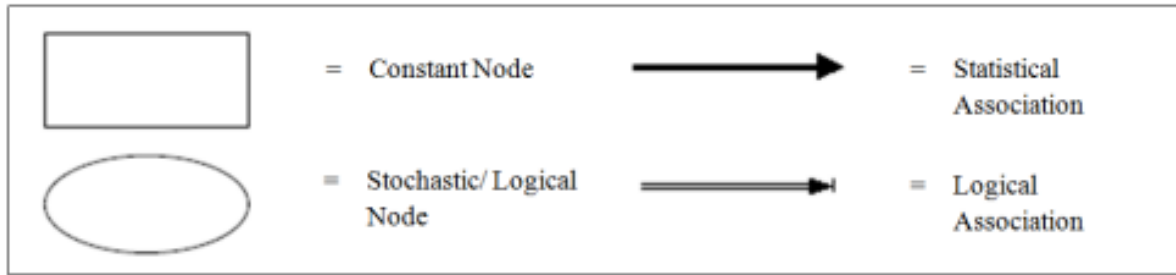 = Constant Node = Statistical
Association
= Stochastic/ Logical = Logical
Node Association